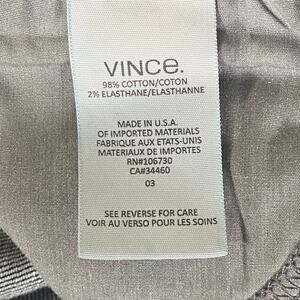 VINCE.
98% COTTON/COTON
2% ELASTHANE/ELASTHANNE
MADE IN U.S.A.
OF IMPORTED MATERIALS
FABRIQUE AUX ETATS-UNIS
MATERIAUX DE IMPORTES
RN#106730
CA#34460
03
SEE REVERSE FOR CARE
VOIR AU VERSO POUR LES SOINS